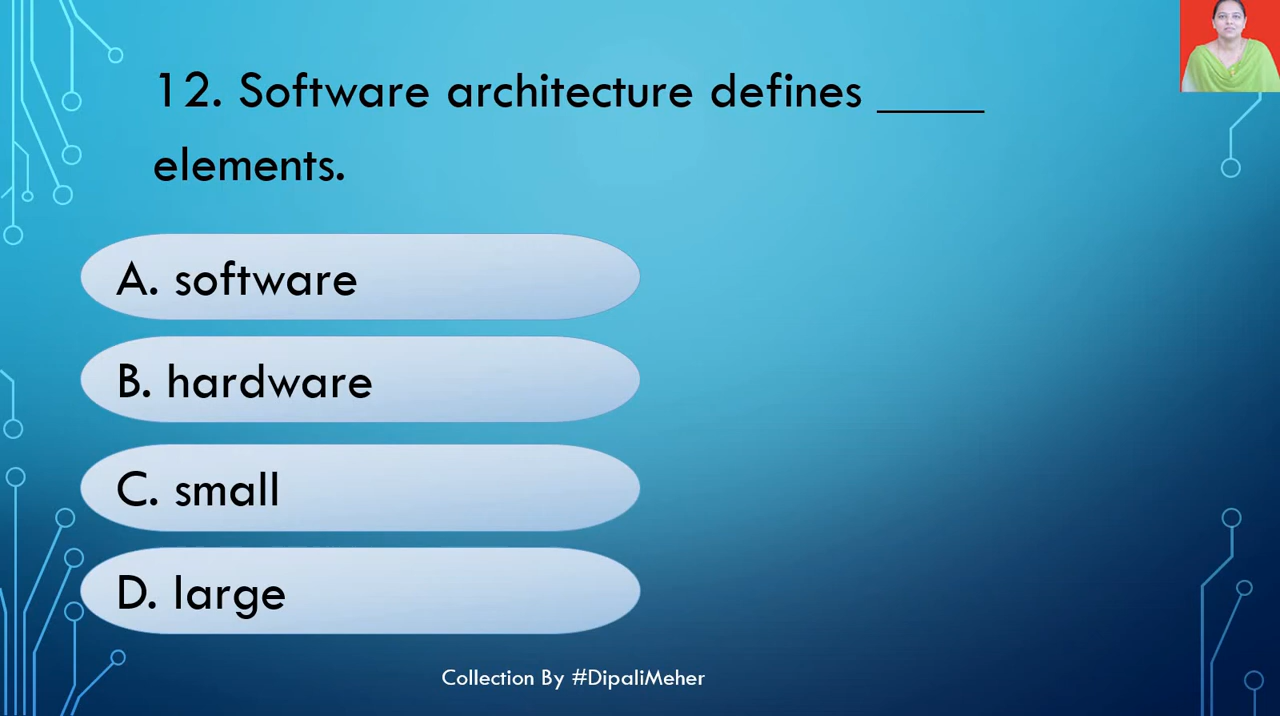 12. Software architecture defines _____
elements.
A. software
B. hardware
C. small
D. large
Collection By #DipaliMeher